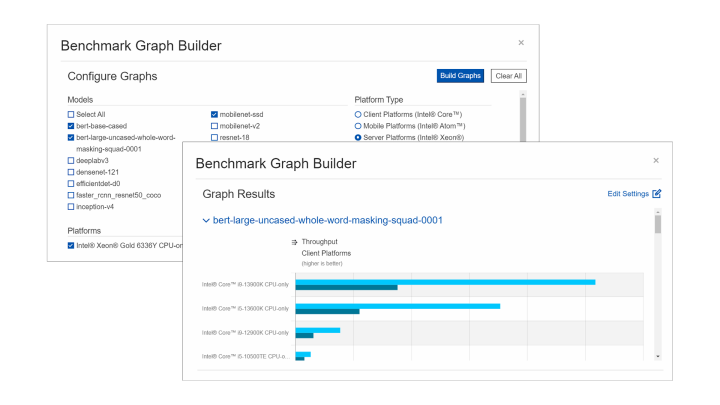 Benchmark Graph Builder
×
Configure Graphs
Build Graphs
Clear All
Models
Select All
bert-base-cased
bert-large-uncased-whole-word-
masking-squad-0001
deeplabv3
densenet-121
efficientdet-d0
faster_rcnn_resnet50_coco
inception-v4
mobilenet-ssd
mobilenet-v2
resnet-18
Platform Type
Client Platforms (Intel® Core™)
Mobile Platforms (Intel® Atom™)
Server Platforms (Intel® Xeon®)
Platforms
Intel® Xeon® Gold 6336Y CPU-on
Benchmark Graph Builder
×
Graph Results
Edit Settings
bert-large-uncased-whole-word-masking-squad-0001
Throughput
Client Platforms
(higher is better)
Intel® Core™ i9-13900K CPU-only
Intel® Core™ i5-13600K CPU-only
Intel® Core™ i9-12900K CPU-only
Intel® Core™ i5-10500TE CPU-o...